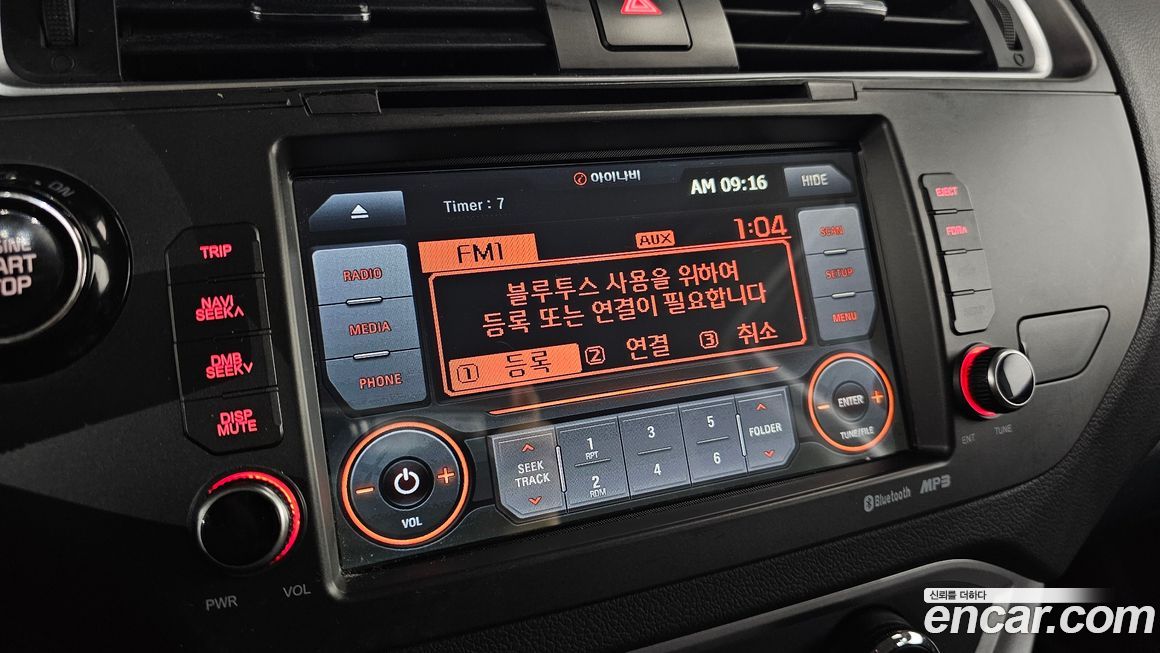 아이나비
AM 09:16
HIDE
Timer : 7
FM1
AUX
1:04
블루투스 사용을 위하여
등록 또는 연결이 필요합니다
1 등록 2 연결 3 취소
RADIO
MEDIA
PHONE
SCAN
SETUP
MENU
VOL
SEEK
TRACK
1
RPT
2
RDM
3
4
5
6
FOLDER
ENTER
TUNE/FILE
TRIP
NAVI
SEEK∧
DMB
SEEK∨
DISP
MUTE
PWR
VOL
START
STOP
EJECT
ENT
TUNE
Bluetooth
MP3
신뢰를 더하다
encar.com